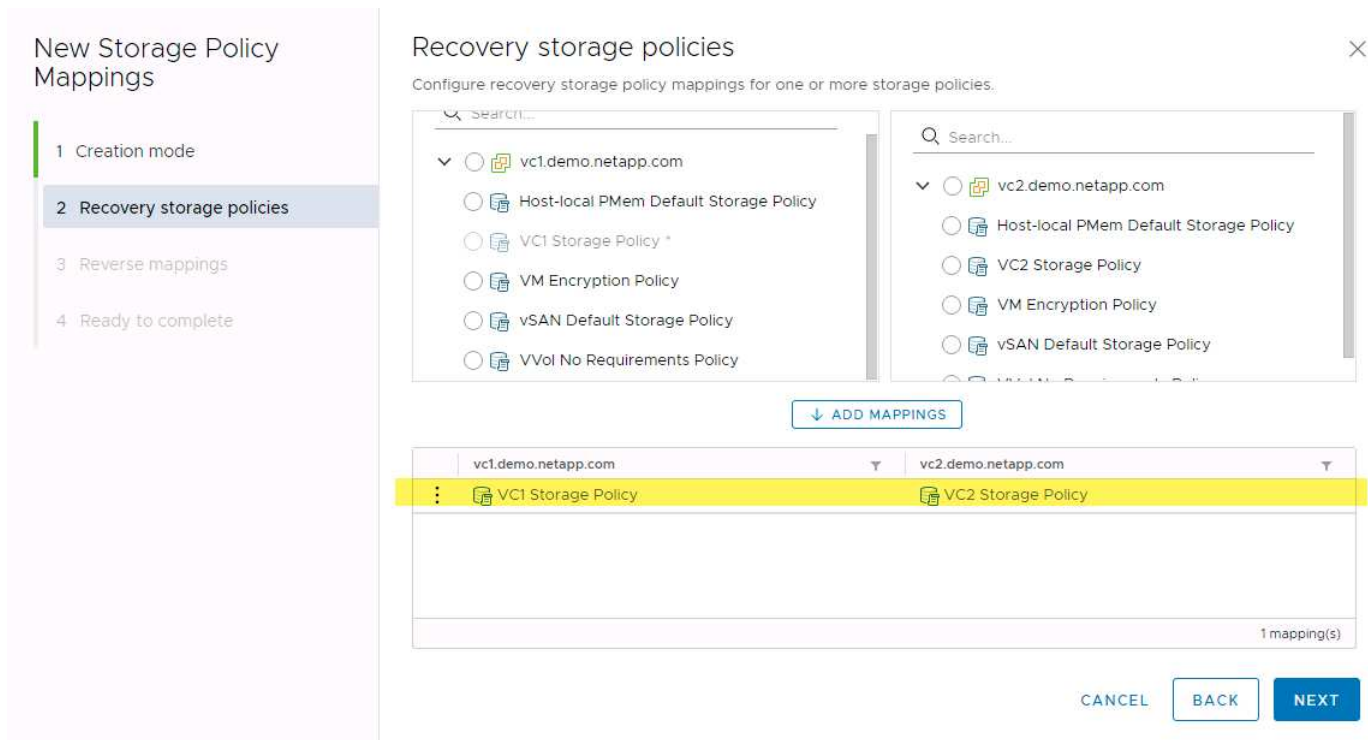 New Storage Policy
Mappings
1 Creation mode
2 Recovery storage policies
3 Reverse mappings
4 Ready to complete
Recovery storage policies
Configure recovery storage policy mappings for one or more storage policies.
Search...
vc1.demo.netapp.com
Host-local PMem Default Storage Policy
VC1 Storage Policy *
VM Encryption Policy
vSAN Default Storage Policy
VVol No Requirements Policy
Search...
vc2.demo.netapp.com
Host-local PMem Default Storage Policy
VC2 Storage Policy
VM Encryption Policy
vSAN Default Storage Policy
ADD MAPPINGS
vc1.demo.netapp.com vc2.demo.netapp.com
VC1 Storage Policy VC2 Storage Policy
1 mapping(s)
CANCEL BACK NEXT